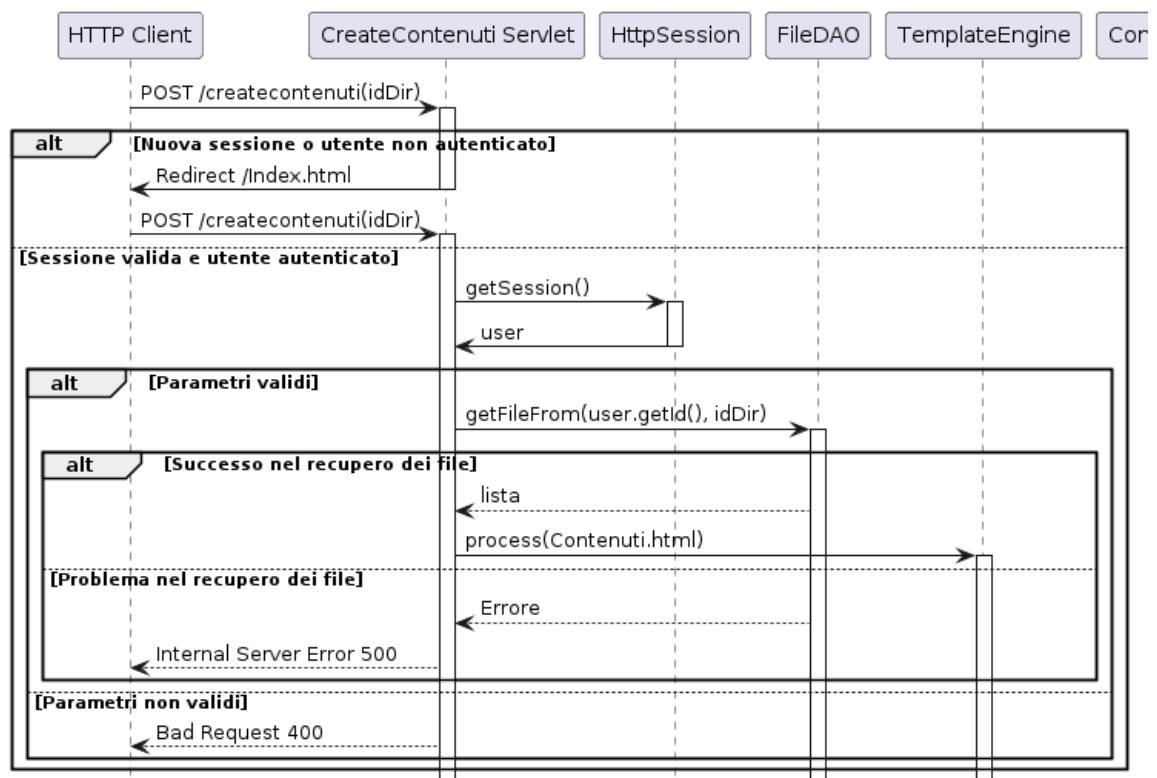 HTTP Client
CreateContenuti Servlet
HttpSession
FileDAO
TemplateEngine
Con
POST /createcontenuti(idDir)
alt
[Nuova sessione o utente non autenticato]
Redirect /Index.html
POST /createcontenuti(idDir)
[Sessione valida e utente autenticato]
getSession()
user
alt
[Parametri validi]
getFileFrom(user.getId(), idDir)
alt
[Successo nel recupero dei file]
lista
process(Contenuti.html)
[Problema nel recupero dei file]
Errore
Internal Server Error 500
[Parametri non validi]
Bad Request 400